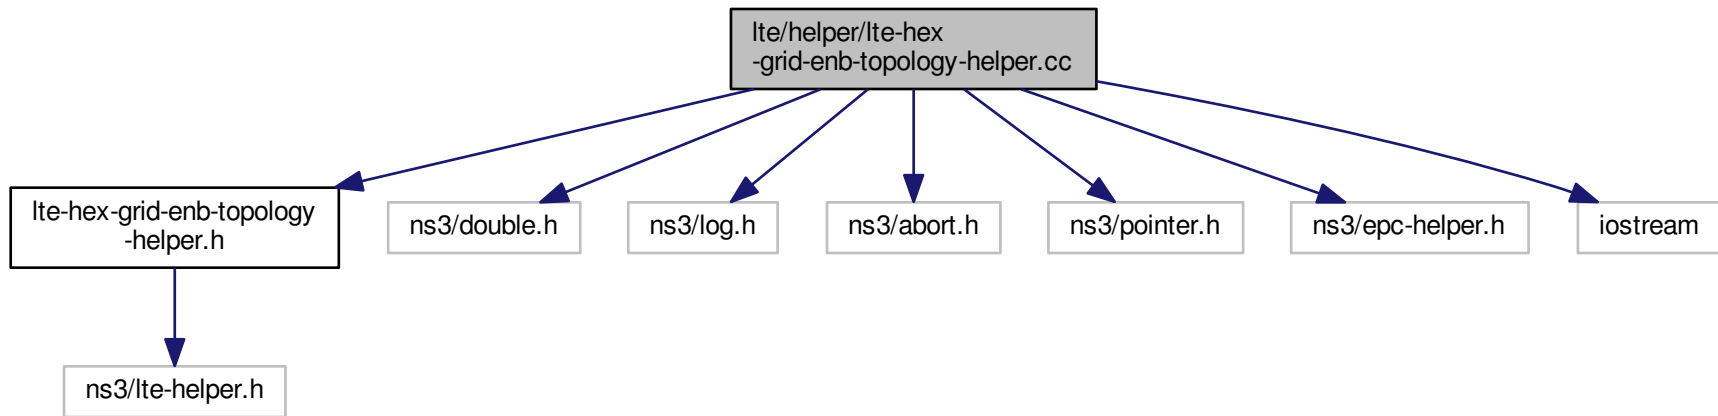 lte/helper/lte-hex
-grid-enb-topology-helper.cc
lte-hex-grid-enb-topology
-helper.h
ns3/double.h
ns3/log.h
ns3/abort.h
ns3/pointer.h
ns3/epc-helper.h
iostream
ns3/lte-helper.h